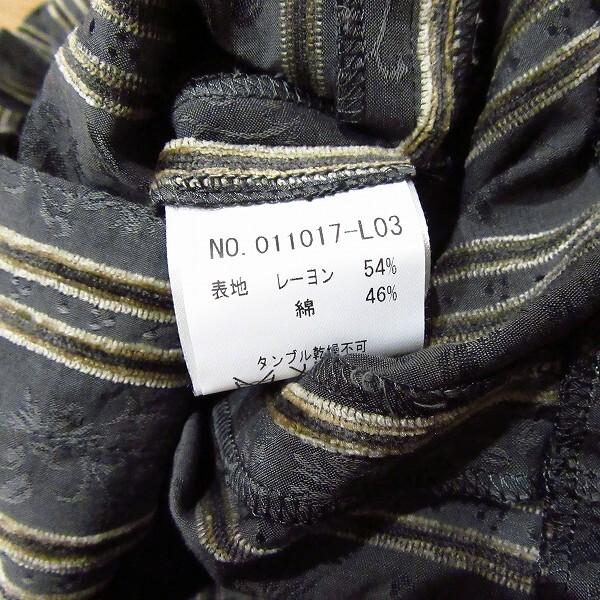 NO. 011017-L03
表地 レーヨン 54%
綿 46%
タンブル乾燥不可